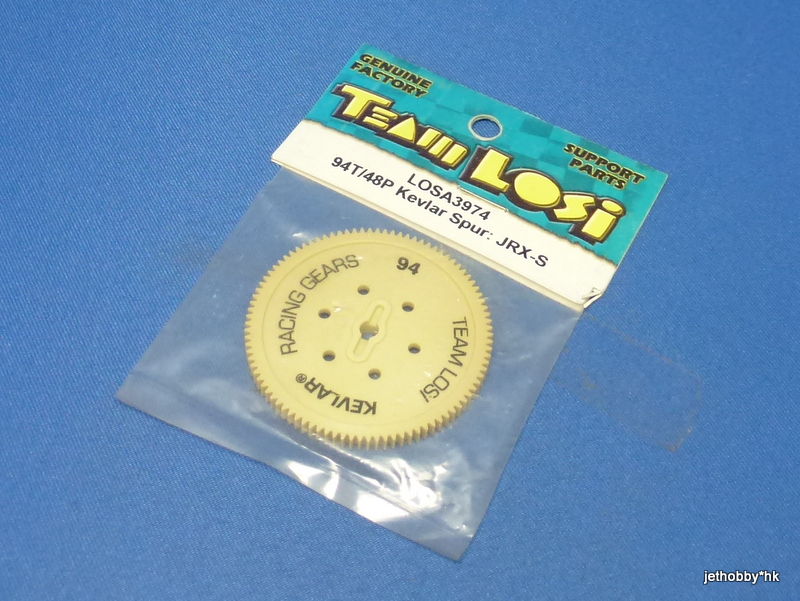 GENUINE
FACTORY
TEAM LOSi
SUPPORT
PARTS
LOSA3974
94T/48P Kevlar Spur: JRX-S
94
RACING GEARS
TEAM LOSi
KEVLAR®
jethobby*hk